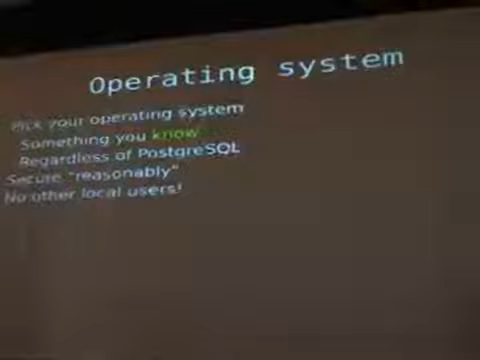 Operating system
Pick your operating system
Something you know
Regardless of PostgreSQL
Secure "reasonably"
No other local users!